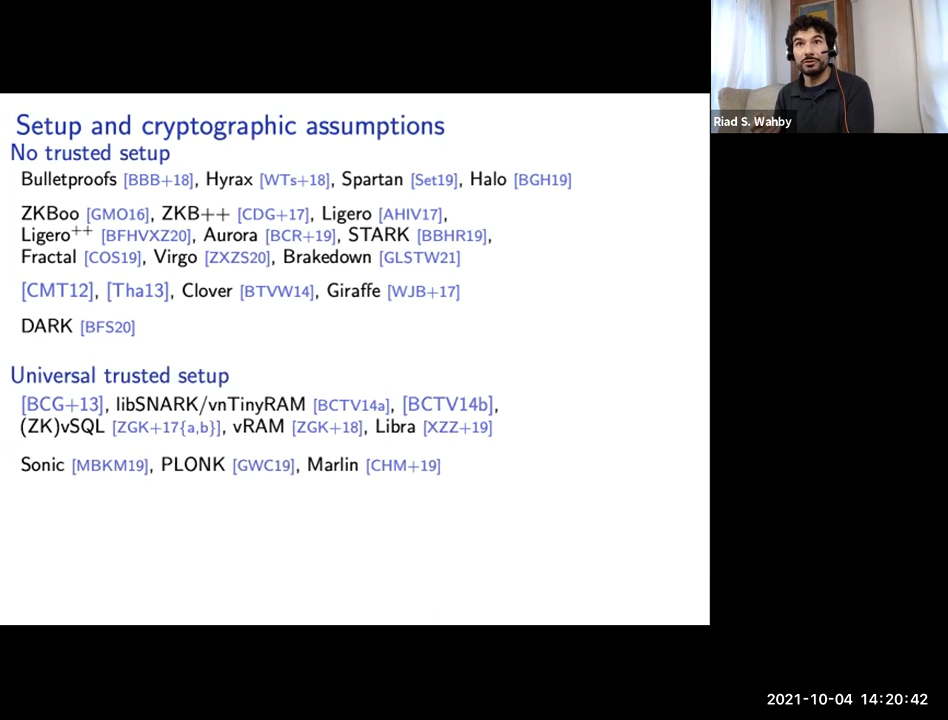 Setup and cryptographic assumptions
No trusted setup
Bulletproofs [BBB+18], Hyrax [WTs+18], Spartan [Set19], Halo [BGH19]
ZKBoo [GMO16], ZKB++ [CDG+17], Ligero [AHIV17],
Ligero++ [BFHVXZ20], Aurora [BCR+19], STARK [BBHR19],
Fractal [COS19], Virgo [ZXZS20], Brakedown [GLSTW21]
[CMT12], [Tha13], Clover [BTVW14], Giraffe [WJB+17]
DARK [BFS20]
Universal trusted setup
[BCG+13], libSNARK/vnTinyRAM [BCTV14a], [BCTV14b],
(ZK)vSQL [ZGK+17{a,b}], vRAM [ZGK+18], Libra [XZZ+19]
Sonic [MBKM19], PLONK [GWC19], Marlin [CHM+19]
Riad S. Wahby
2021-10-04 14:20:42